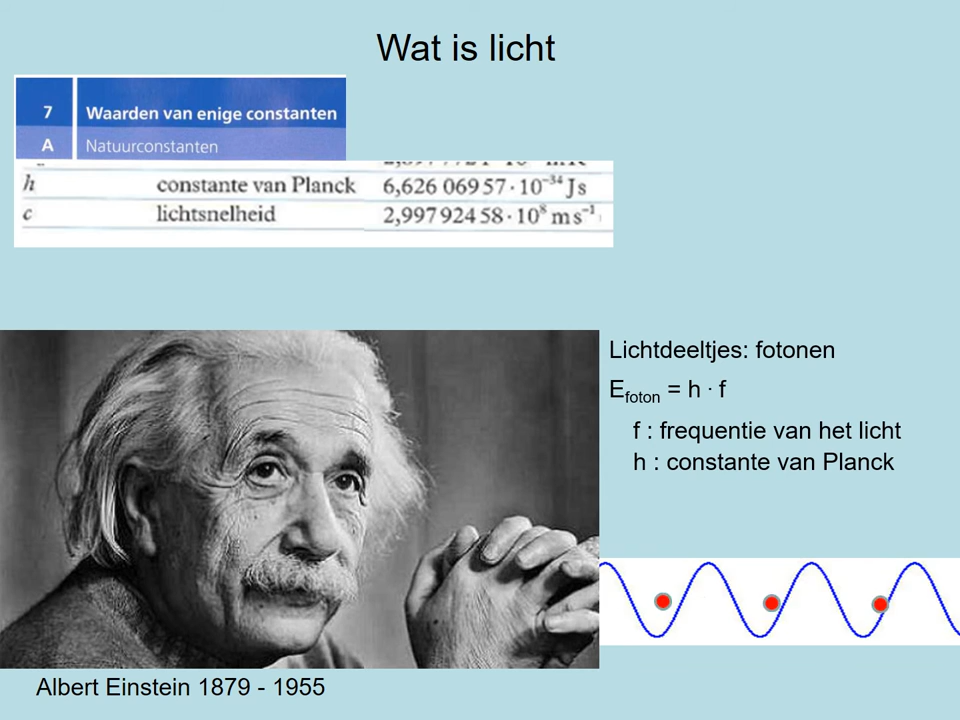 Wat is licht
7 Waarden van enige constanten
A Natuurconstanten
h constante van Planck 6,626 069 57 · 10⁻³⁴ J s
c lichtsnelheid 2,997 924 58 · 10⁸ m s⁻¹
Lichtdeeltjes: fotonen
E_foton = h · f
f : frequentie van het licht
h : constante van Planck
Albert Einstein 1879 - 1955